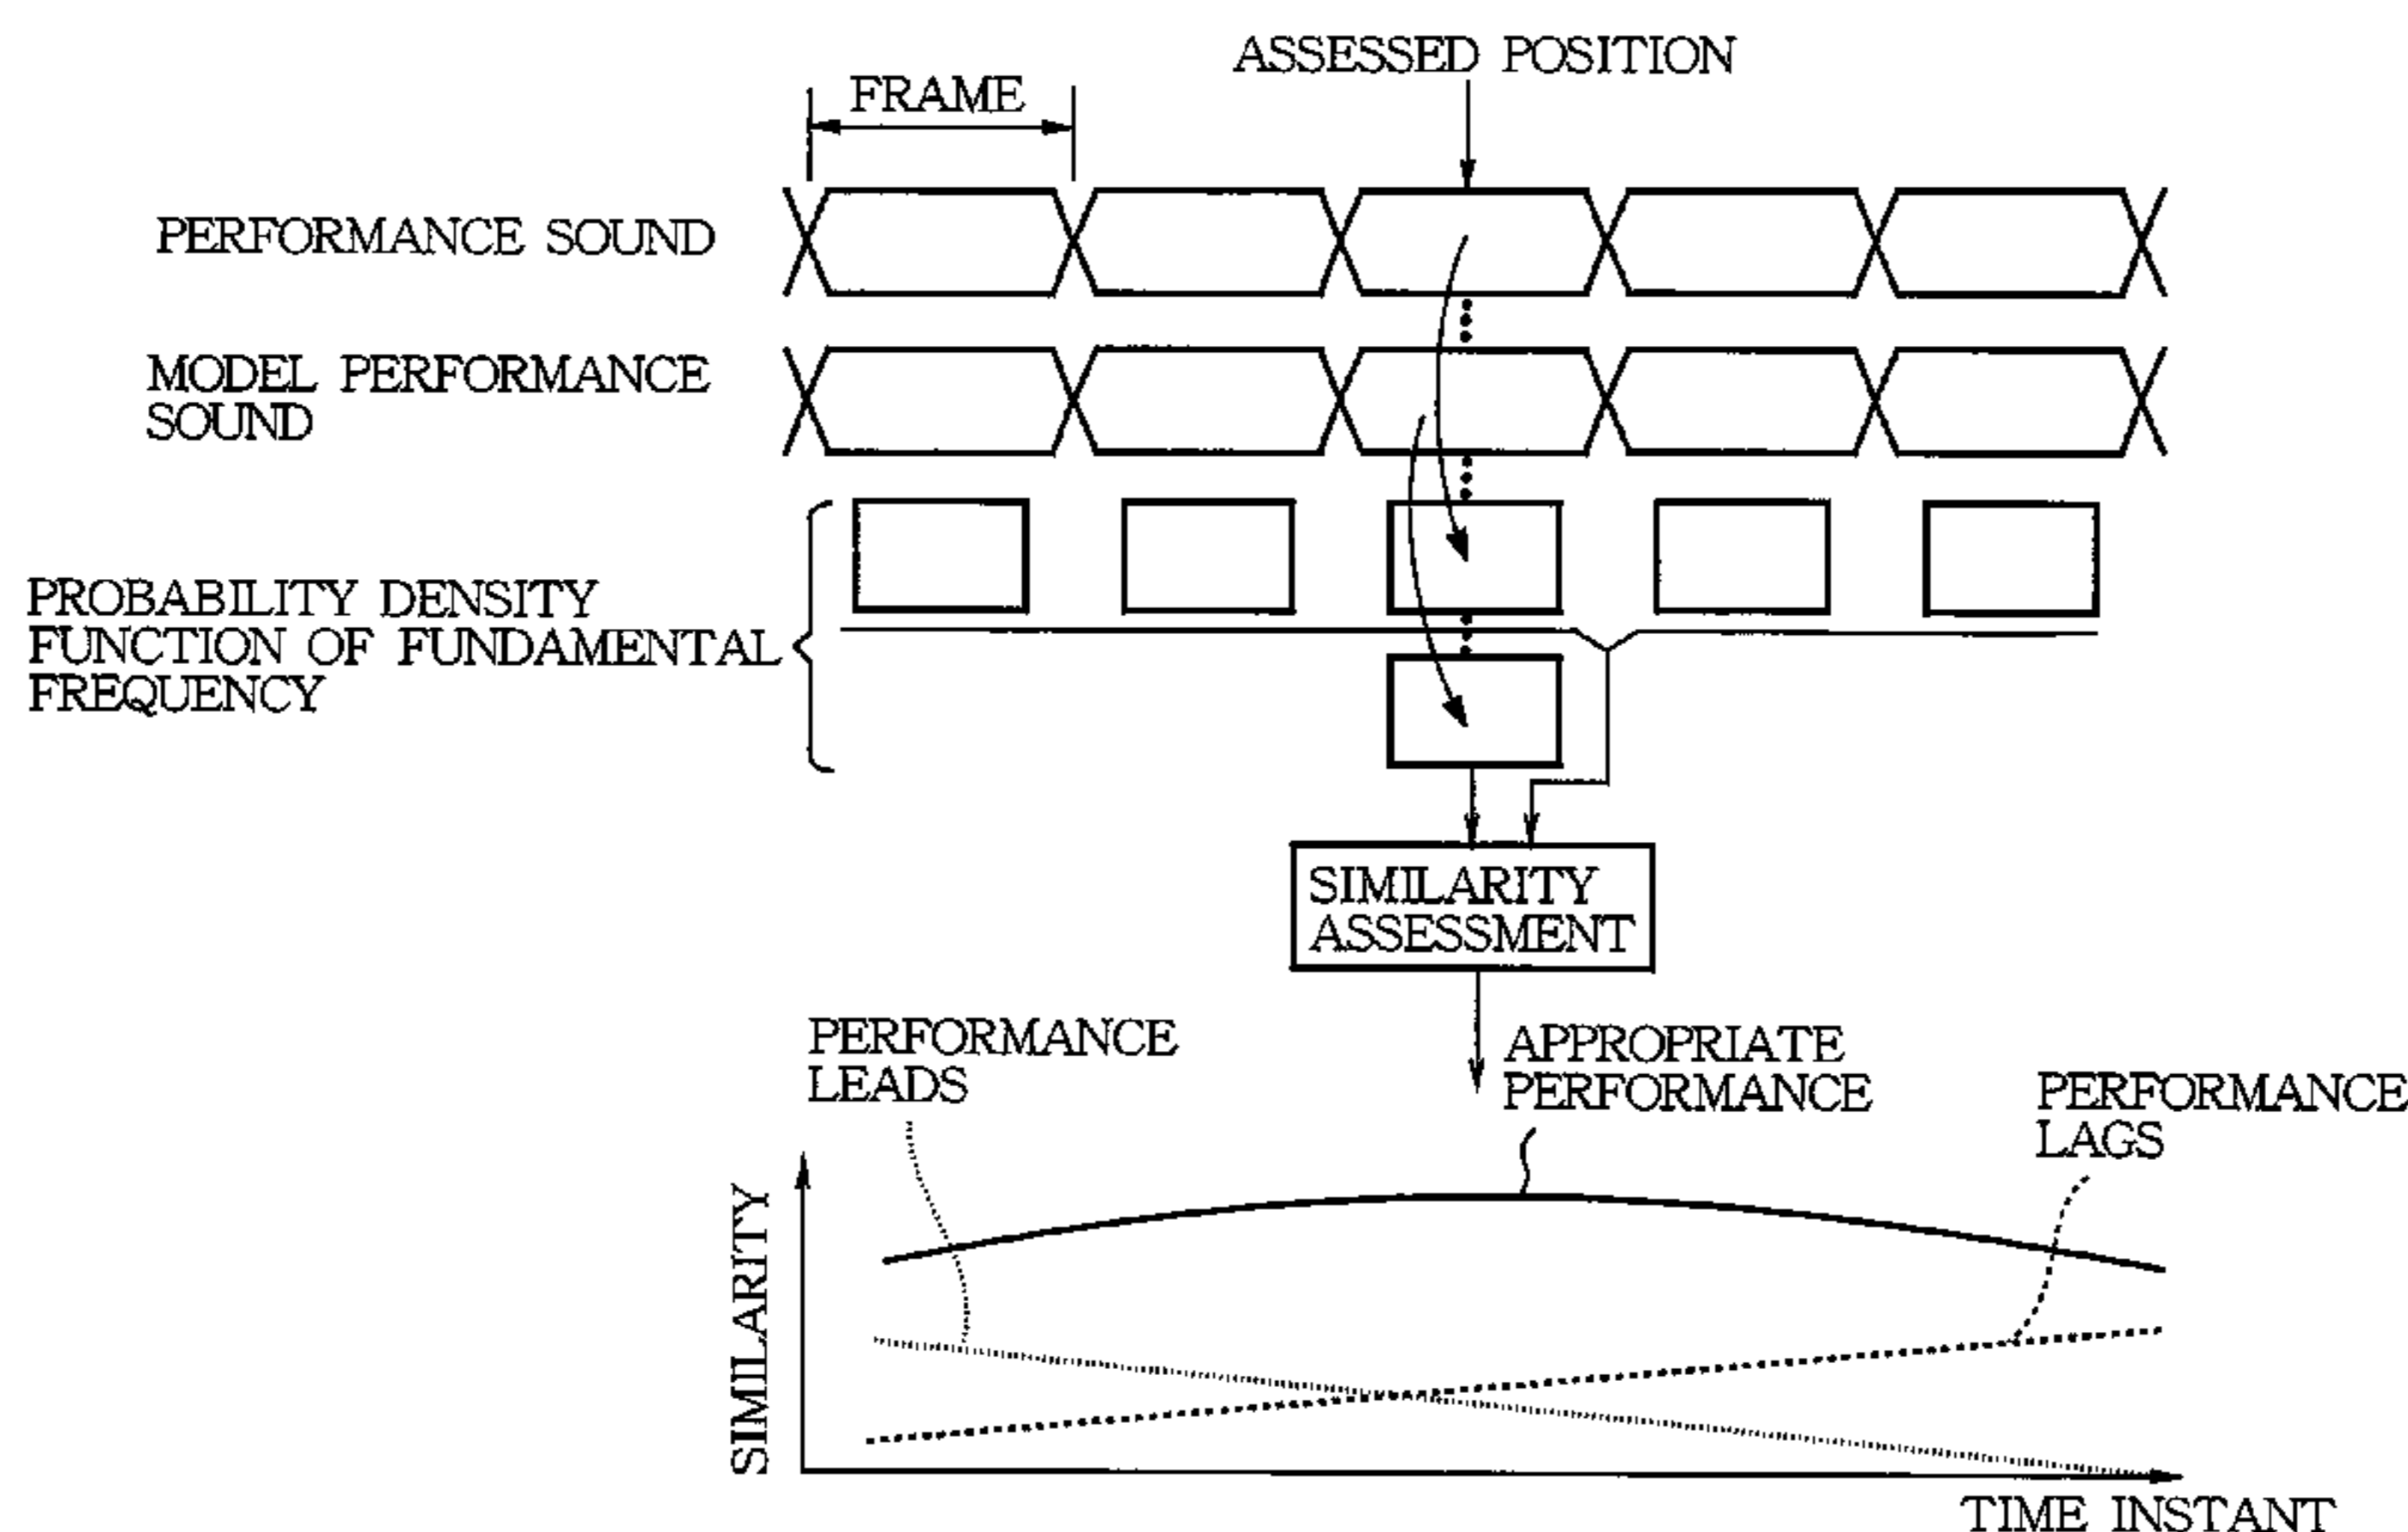 ASSESSED POSITION
FRAME
PERFORMANCE SOUND
MODEL PERFORMANCE
SOUND
PROBABILITY DENSITY
FUNCTION OF FUNDAMENTAL
FREQUENCY
SIMILARITY
ASSESSMENT
PERFORMANCE
LEADS
APPROPRIATE
PERFORMANCE
PERFORMANCE
LAGS
SIMILARITY
TIME INSTANT